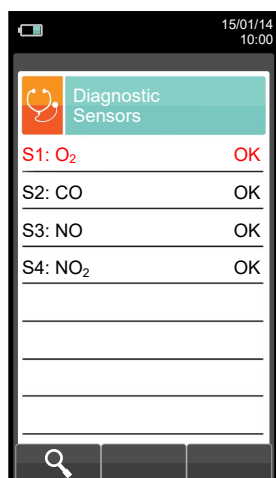 15/01/14
10:00
Diagnostic
Sensors
S1: O₂ OK
S2: CO OK
S3: NO OK
S4: NO₂ OK